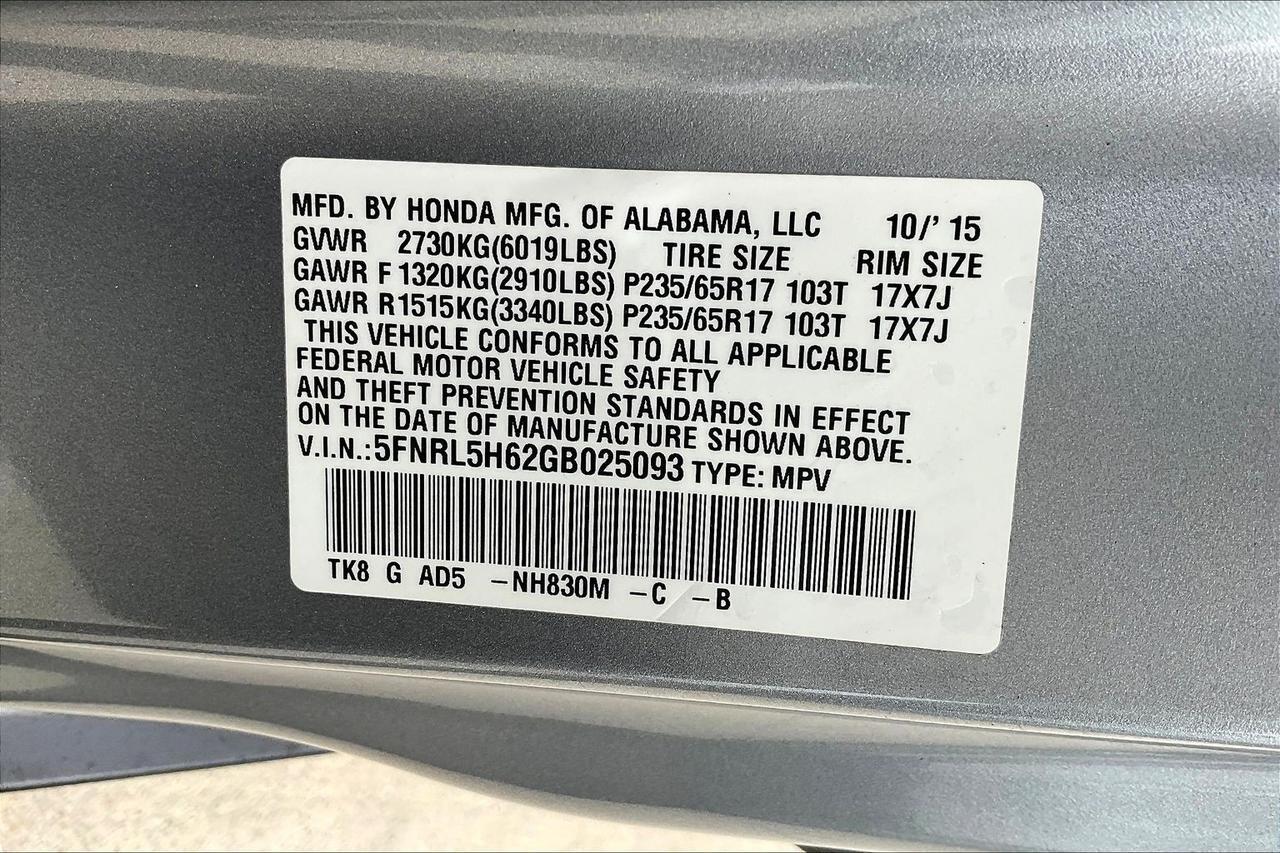 MFD. BY HONDA MFG. OF ALABAMA, LLC 10/' 15
GVWR 2730KG(6019LBS) TIRE SIZE RIM SIZE
GAWR F 1320KG(2910LBS) P235/65R17 103T 17X7J
GAWR R1515KG(3340LBS) P235/65R17 103T 17X7J
THIS VEHICLE CONFORMS TO ALL APPLICABLE
FEDERAL MOTOR VEHICLE SAFETY
AND THEFT PREVENTION STANDARDS IN EFFECT
ON THE DATE OF MANUFACTURE SHOWN ABOVE.
V.I.N.:5FNRL5H62GB025093 TYPE: MPV
TK8 G AD5 –NH830M –C –B